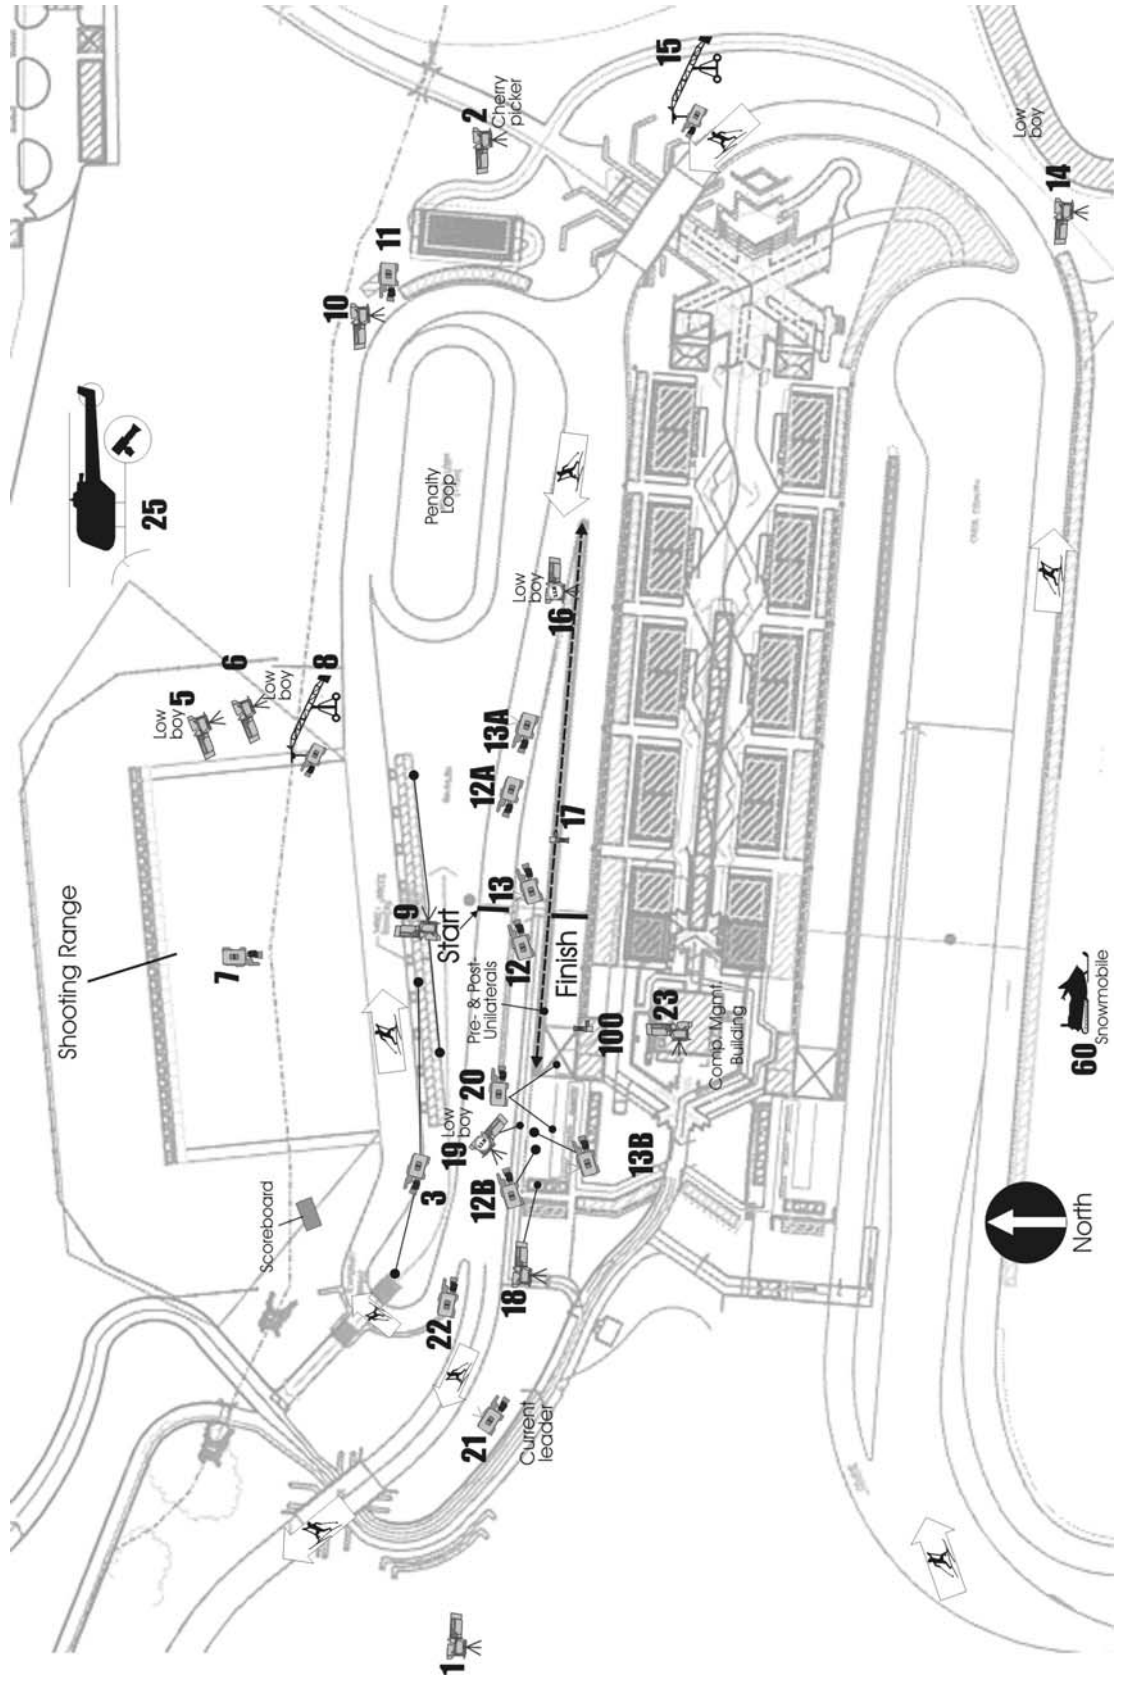 15
2
Cherry
picker
Low
boy
14
11
10
25
Penalty
Loop
Low
boy
16
6
8
Low
boy
5
Low
boy
13A
12A
17
Shooting Range
7
9
Start
13
12
Finish
Pre- & Post-
Unilaterals
100
23
Comp. Mgmt.
Building
60
Snowmobile
20
Low
boy
19
12B
13B
3
Scoreboard
North
18
22
21
Current
leader
1